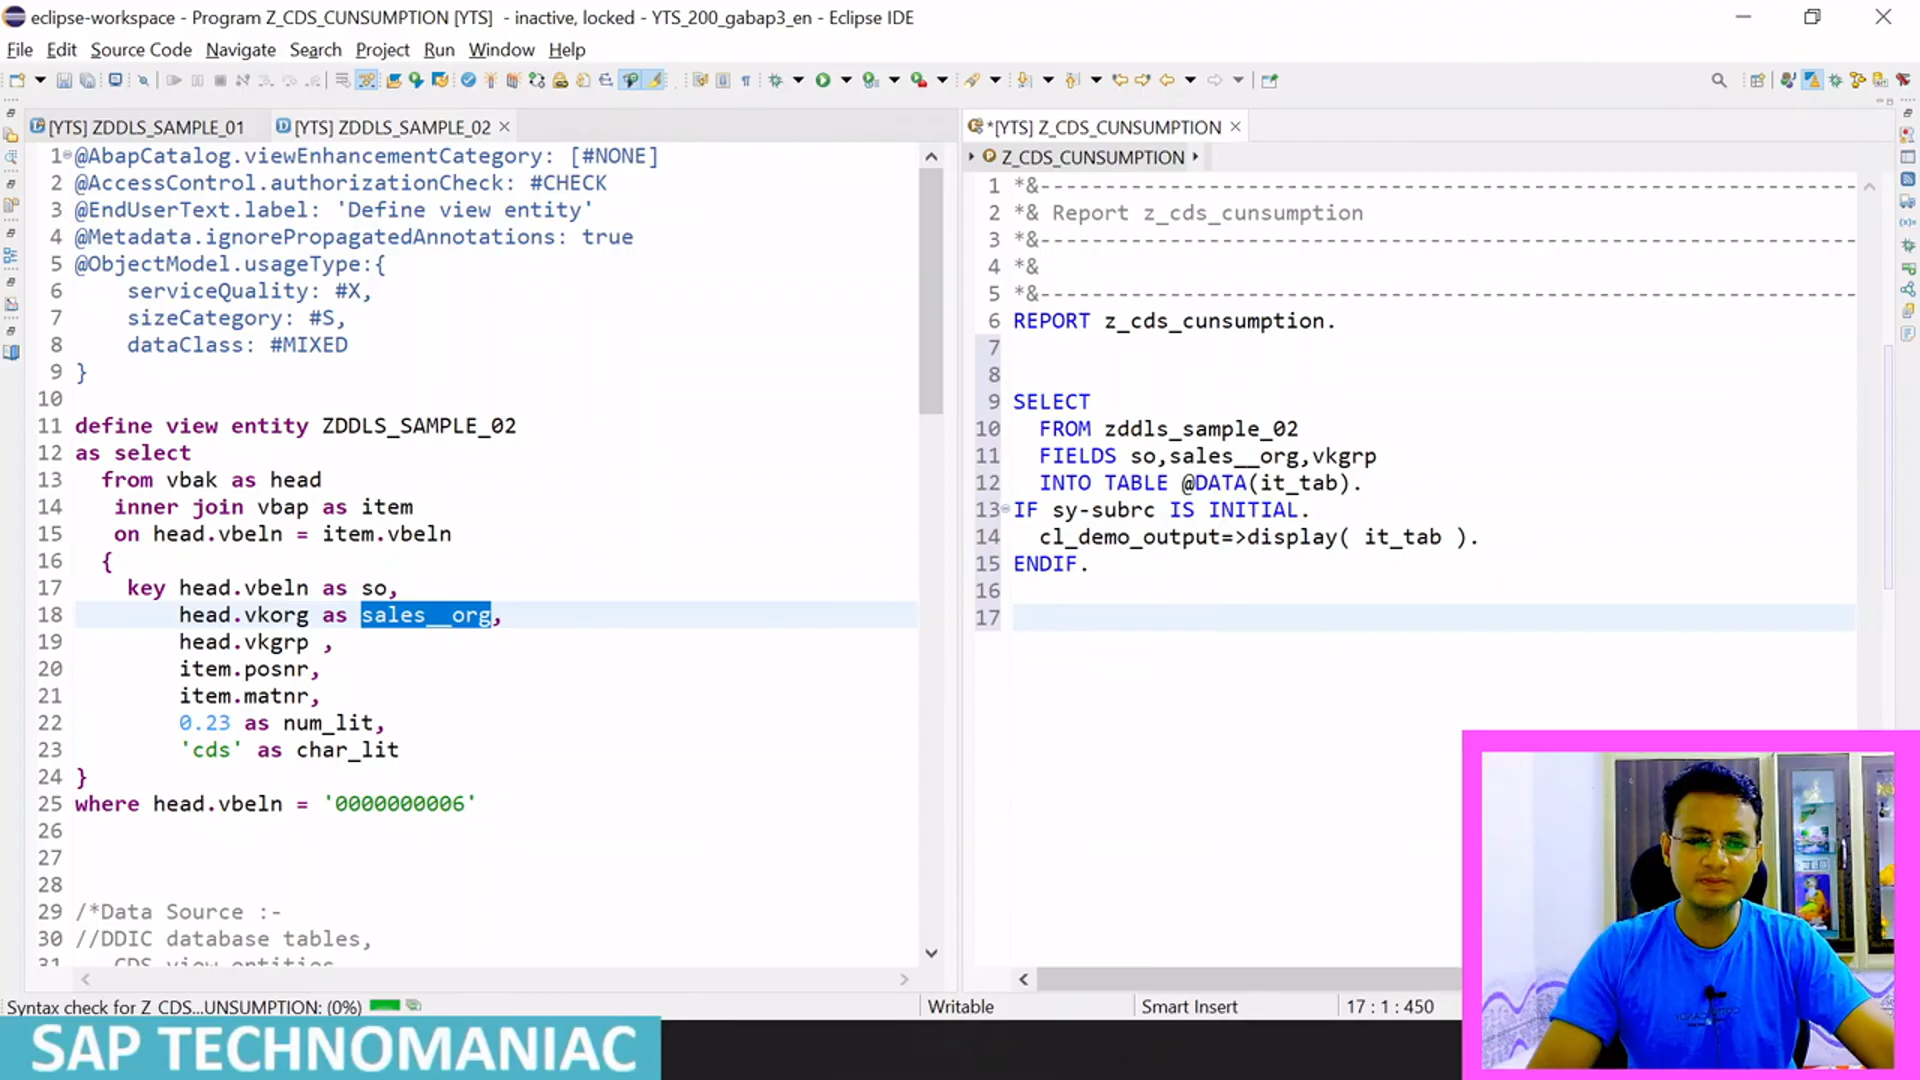 eclipse-workspace - Program Z_CDS_CUNSUMPTION [YTS]  - inactive, locked - YTS_200_gabap3_en - Eclipse IDE
File Edit Source Code Navigate Search Project Run Window Help
[YTS] ZDDLS_SAMPLE_01
[YTS] ZDDLS_SAMPLE_02
1 @AbapCatalog.viewEnhancementCategory: [#NONE]
2 @AccessControl.authorizationCheck: #CHECK
3 @EndUserText.label: 'Define view entity'
4 @Metadata.ignorePropagatedAnnotations: true
5 @ObjectModel.usageType:{
6     serviceQuality: #X,
7     sizeCategory: #S,
8     dataClass: #MIXED
9 }
10
11 define view entity ZDDLS_SAMPLE_02
12 as select
13   from vbak as head
14    inner join vbap as item
15    on head.vbeln = item.vbeln
16   {
17     key head.vbeln as so,
18         head.vkorg as sales__org,
19         head.vkgrp ,
20         item.posnr,
21         item.matnr,
22         0.23 as num_lit,
23         'cds' as char_lit
24 }
25 where head.vbeln = '0000000006'
26
27
28
29 /*Data Source :-
30 //DDIC database tables,
31    CDS view entities
*[YTS] Z_CDS_CUNSUMPTION
Z_CDS_CUNSUMPTION
1 *&---------------------------------------------------------------
2 *& Report z_cds_cunsumption
3 *&---------------------------------------------------------------
4 *&
5 *&---------------------------------------------------------------
6 REPORT z_cds_cunsumption.
7
8
9 SELECT
10   FROM zddls_sample_02
11   FIELDS so,sales__org,vkgrp
12   INTO TABLE @DATA(it_tab).
13 IF sy-subrc IS INITIAL.
14   cl_demo_output=>display( it_tab ).
15 ENDIF.
16
17
Syntax check for Z_CDS...UNSUMPTION: (0%)
Writable
Smart Insert
17 : 1 : 450
SAP TECHNOMANIAC